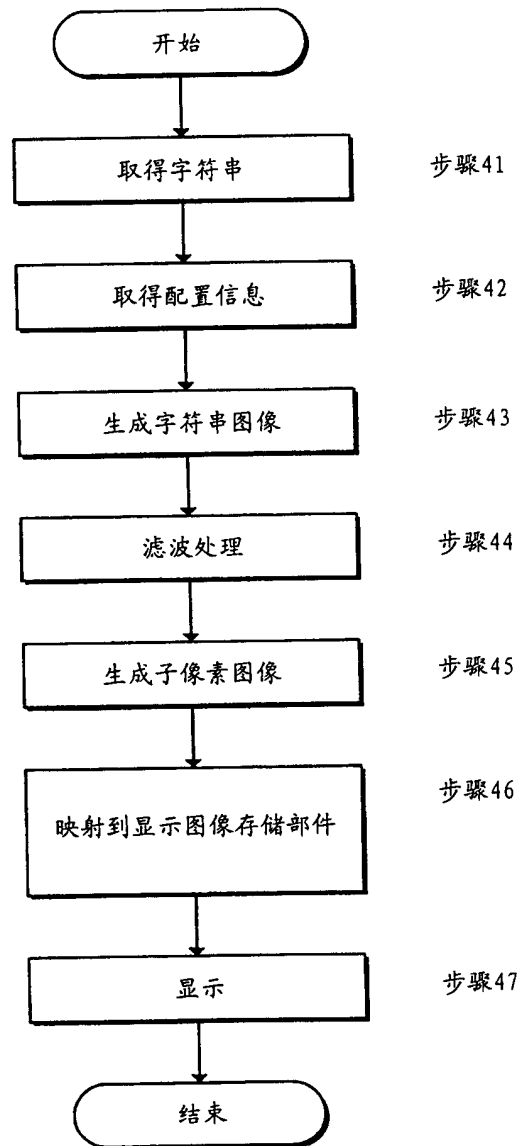 开始
取得字符串 步骤41
取得配置信息 步骤42
生成字符串图像 步骤43
滤波处理 步骤44
生成子像素图像 步骤45
映射到显示图像存储部件 步骤46
显示 步骤47
结束